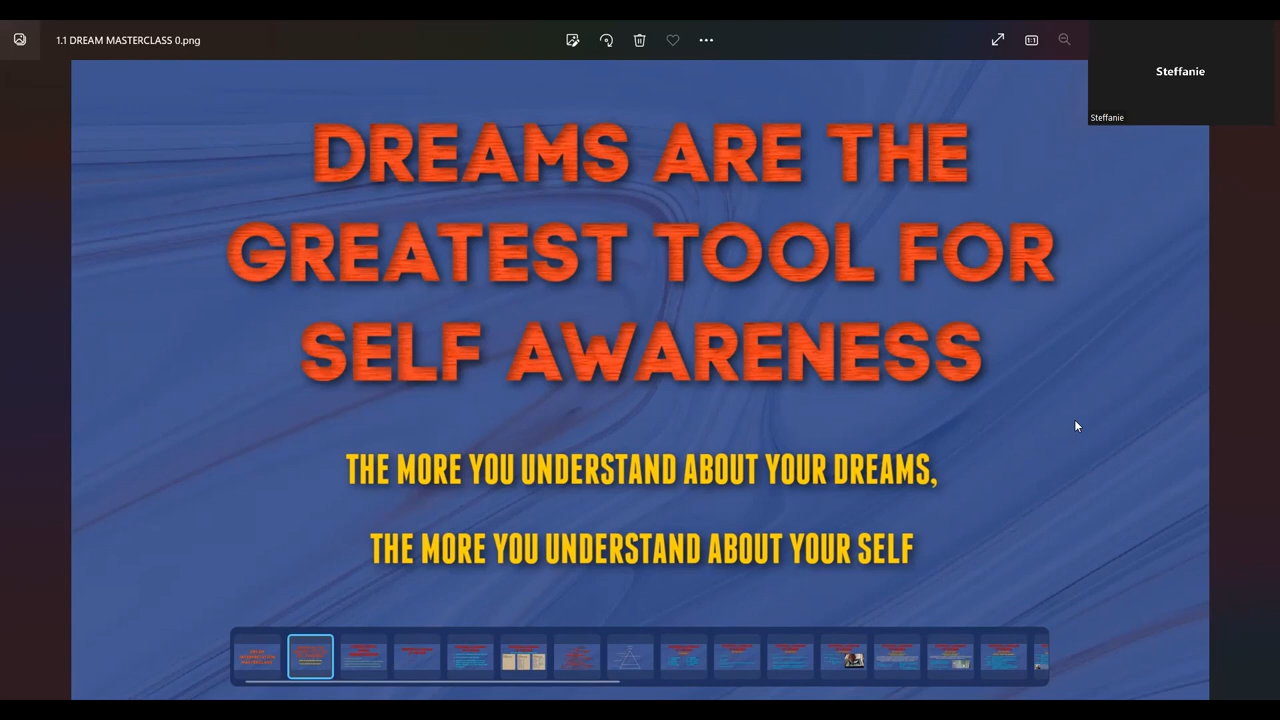 1.1 DREAM MASTERCLASS 0.png
Steffanie
Steffanie
DREAMS ARE THE
GREATEST TOOL FOR
SELF AWARENESS
THE MORE YOU UNDERSTAND ABOUT YOUR DREAMS,
THE MORE YOU UNDERSTAND ABOUT YOUR SELF